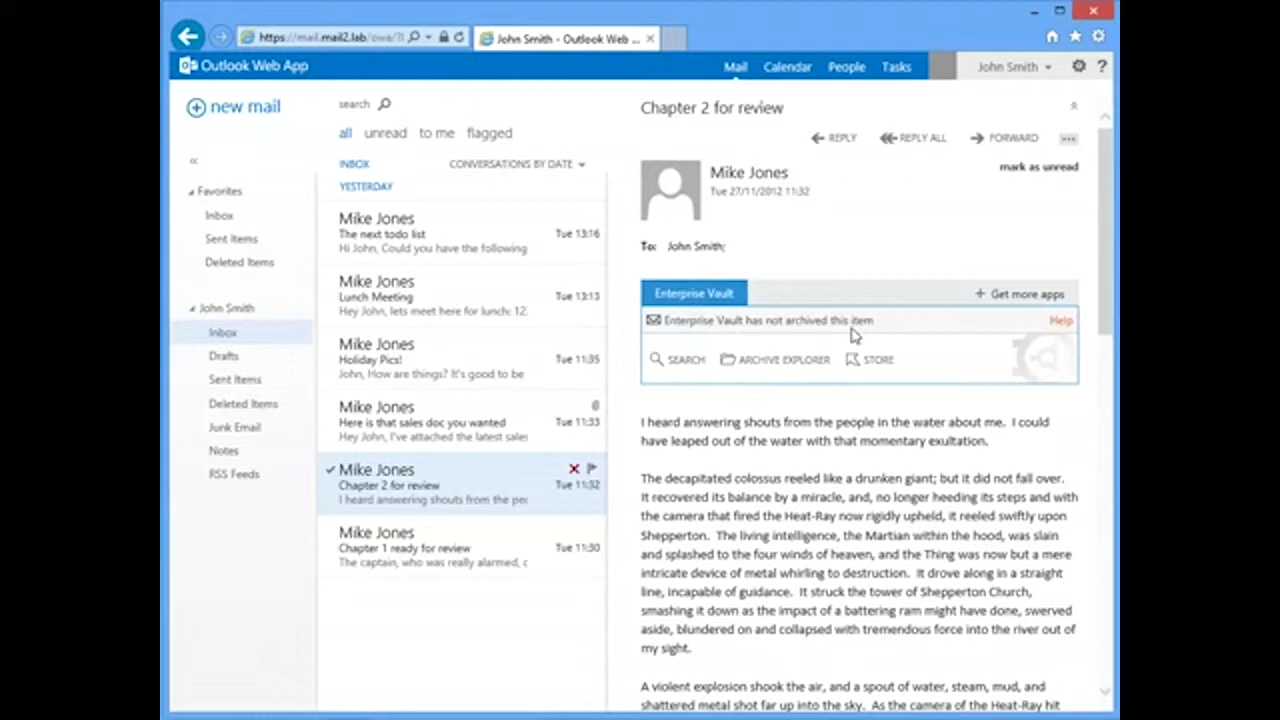 https://mail.mail2.lab/owa/
John Smith - Outlook Web ...
Outlook Web App
Mail Calendar People Tasks
John Smith
?
new mail
«
Favorites
Inbox
Sent Items
Deleted Items
John Smith
Inbox
Drafts
Sent Items
Deleted Items
Junk Email
Notes
RSS Feeds
search
all unread to me flagged
INBOX CONVERSATIONS BY DATE
YESTERDAY
Mike Jones
The next todo list Tue 13:16
Hi John, Could you have the following
Mike Jones
Lunch Meeting Tue 13:13
Hey John, lets meet here for lunch: 12
Mike Jones
Holiday Pics! Tue 11:35
John, How are things? It's good to be
Mike Jones
Here is that sales doc you wanted Tue 11:33
Hey John, I've attached the latest sales
Mike Jones
Chapter 2 for review Tue 11:32
I heard answering shouts from the peo
Mike Jones
Chapter 1 ready for review Tue 11:30
The captain, who was really alarmed, c
Chapter 2 for review
REPLY REPLY ALL FORWARD ...
Mike Jones
Tue 27/11/2012 11:32
mark as unread
To: John Smith;
Enterprise Vault + Get more apps
Enterprise Vault has not archived this item Help
SEARCH ARCHIVE EXPLORER STORE
I heard answering shouts from the people in the water about me. I could
have leaped out of the water with that momentary exultation.
The decapitated colossus reeled like a drunken giant; but it did not fall over.
It recovered its balance by a miracle, and, no longer heeding its steps and with
the camera that fired the Heat-Ray now rigidly upheld, it reeled swiftly upon
Shepperton. The living intelligence, the Martian within the hood, was slain
and splashed to the four winds of heaven, and the Thing was now but a mere
intricate device of metal whirling to destruction. It drove along in a straight
line, incapable of guidance. It struck the tower of Shepperton Church,
smashing it down as the impact of a battering ram might have done, swerved
aside, blundered on and collapsed with tremendous force into the river out of
my sight.
A violent explosion shook the air, and a spout of water, steam, mud, and
shattered metal shot far up into the sky. As the camera of the Heat-Ray hit